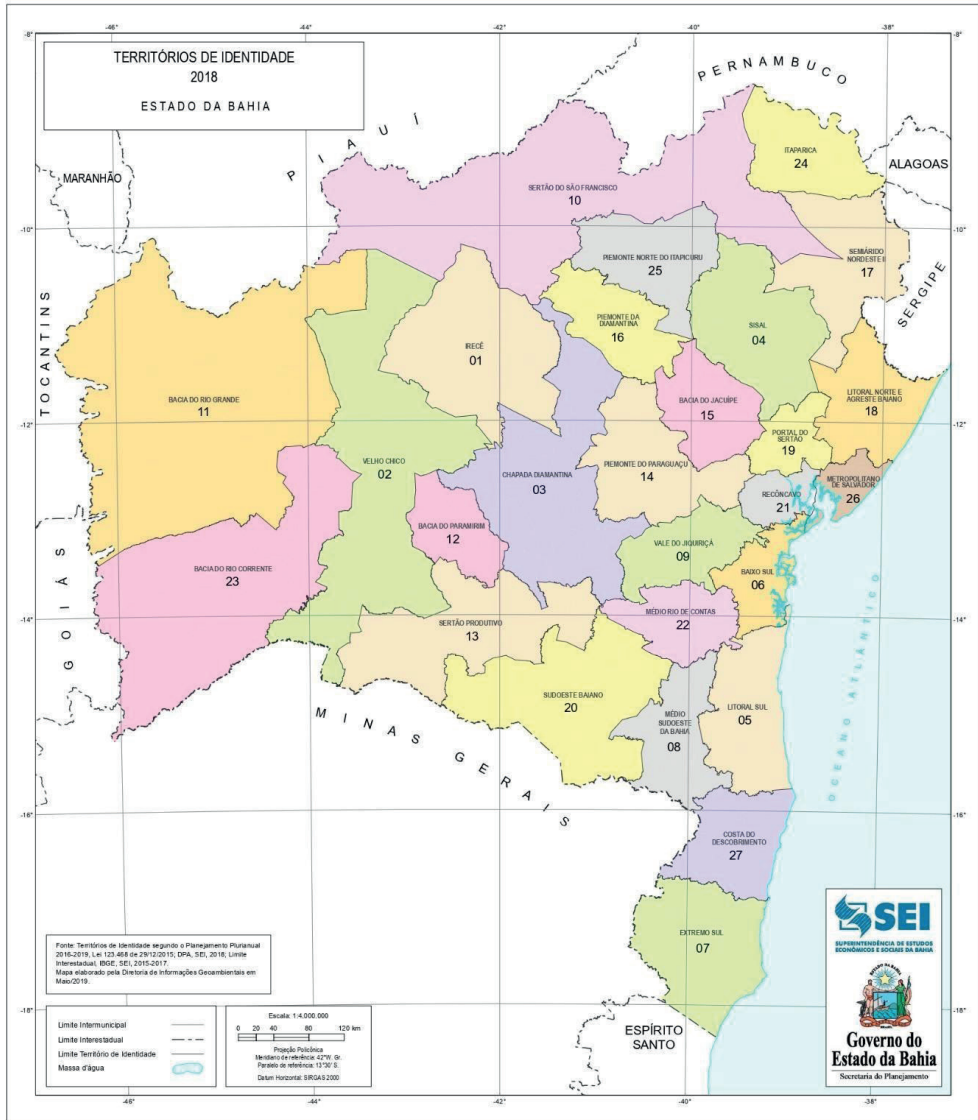 -46°
-44°
-42°
-40°
-38°
-8°
-8°
TERRITÓRIOS DE IDENTIDADE
2018
ESTADO DA BAHIA
PERNAMBUCO
PIAUÍ
MARANHÃO
ALAGOAS
ITAPARICA
24
SERTÃO DO SÃO FRANCISCO
10
-10°
-10°
PIEMONTE NORTE DO ITAPICURU
25
SEMIÁRIDO
NORDESTE II
17
SERGIPE
TOCANTINS
PIEMONTE DA
DIAMANTINA
16
SISAL
04
IRECÊ
01
BACIA DO RIO GRANDE
11
BACIA DO JACUÍPE
15
LITORAL NORTE E
AGRESTE BAIANO
18
-12°
-12°
PORTAL DO
SERTÃO
19
VELHO CHICO
02
CHAPADA DIAMANTINA
03
PIEMONTE DO PARAGUAÇU
14
METROPOLITANO
DE SALVADOR
26
RECÔNCAVO
21
BACIA DO PARAMIRIM
12
VALE DO JIQUIRIÇÁ
09
BACIA DO RIO CORRENTE
23
BAIXO SUL
06
GOIÁS
-14°
-14°
MÉDIO RIO DE CONTAS
22
SERTÃO PRODUTIVO
13
OCEANO ATLÂNTICO
SUDOESTE BAIANO
20
MÉDIO
SUDOESTE
DA BAHIA
08
LITORAL SUL
05
MINAS GERAIS
-16°
-16°
COSTA DO
DESCOBRIMENTO
27
EXTREMO SUL
07
SEI
SUPERINTENDÊNCIA DE ESTUDOS
ECONÔMICOS E SOCIAIS DA BAHIA
Fonte: Territórios de Identidade segundo o Planejamento Plurianual
2016-2019, Lei 123.468 de 29/12/2015; DPA, SEI, 2018; Limite
Interestadual, IBGE, SEI, 2015-2017.
Mapa elaborado pela Diretoria de Informações Geoambientais em
Maio/2019.
-18°
-18°
Limite Intermunicipal
Limite Interestadual
Limite Território de Identidade
Massa d'água
Escala: 1:4.000.000
0 20 40 80 120 km
Projeção Policônica
Meridiano de referência: 42°W. Gr.
Paralelo de referência: 13°30' S.
Datum Horizontal: SIRGAS 2000
ESPÍRITO
SANTO
Governo do
Estado da Bahia
Secretaria do Planejamento
-46°
-44°
-42°
-40°
-38°